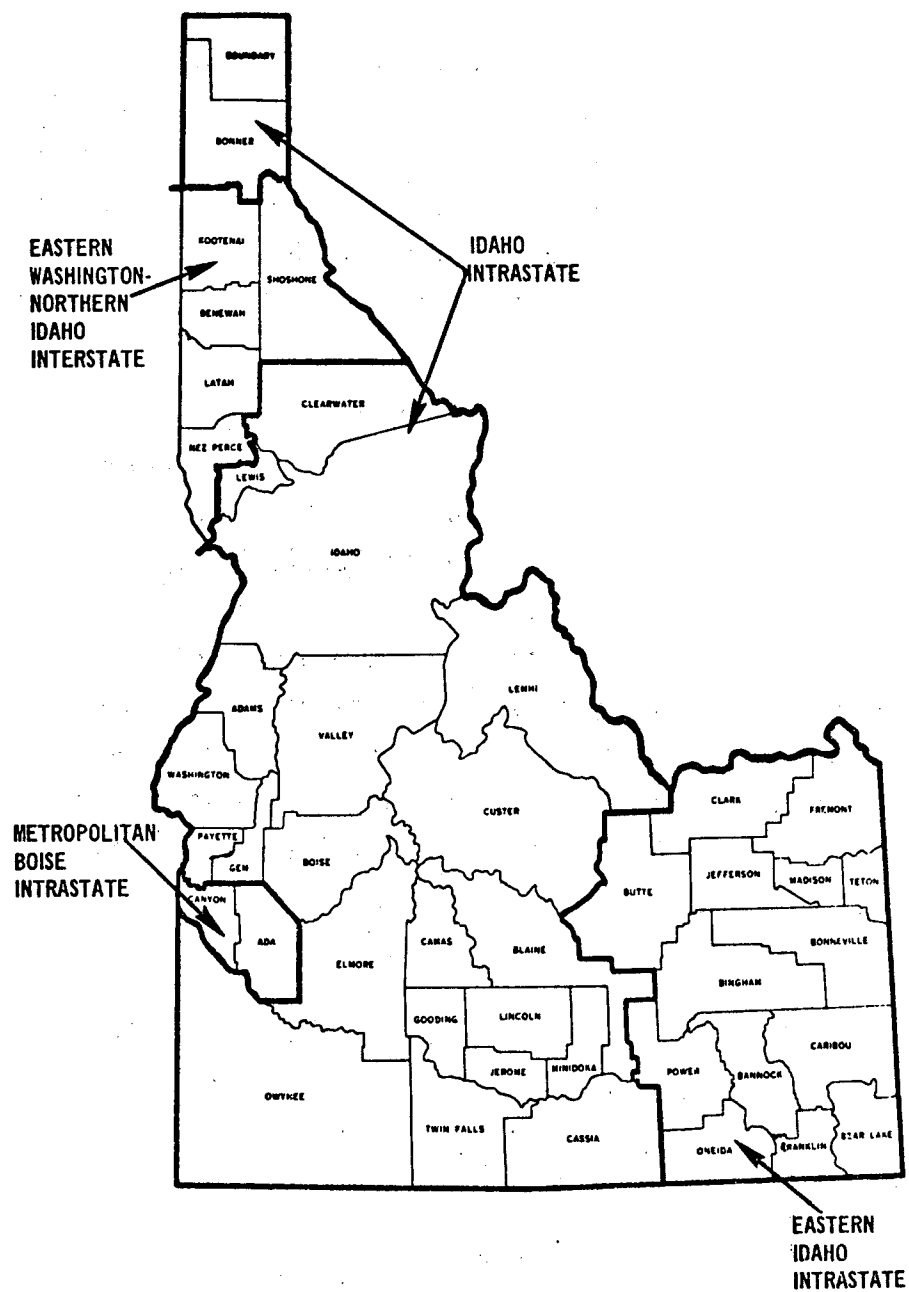 BOUNDARY
BONNER
KOOTENAI
EASTERN
WASHINGTON-
NORTHERN
IDAHO
INTERSTATE
IDAHO
INTRASTATE
SHOSHONE
BENEWAH
LATAH
CLEARWATER
NEZ PERCE
LEWIS
IDAHO
LEMHI
ADAMS
VALLEY
WASHINGTON
CUSTER
CLARK
FREMONT
METROPOLITAN
BOISE
INTRASTATE
PAYETTE
GEM
BOISE
BUTTE
JEFFERSON
MADISON
TETON
CANYON
ADA
ELMORE
CAMAS
BLAINE
BONNEVILLE
BINGHAM
GOODING
LINCOLN
JEROME
MINIDOKA
POWER
BANNOCK
CARIBOU
OWYHEE
TWIN FALLS
CASSIA
ONEIDA
FRANKLIN
BEAR LAKE
EASTERN
IDAHO
INTRASTATE